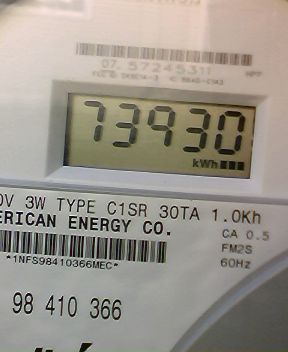 07 57245311
73930
kWh
0V 3W TYPE C1SR 30TA 1.0Kh
ERICAN ENERGY CO.
CA 0.5
FM2S
*1NFS98410366MEC*
60Hz
98 410 366